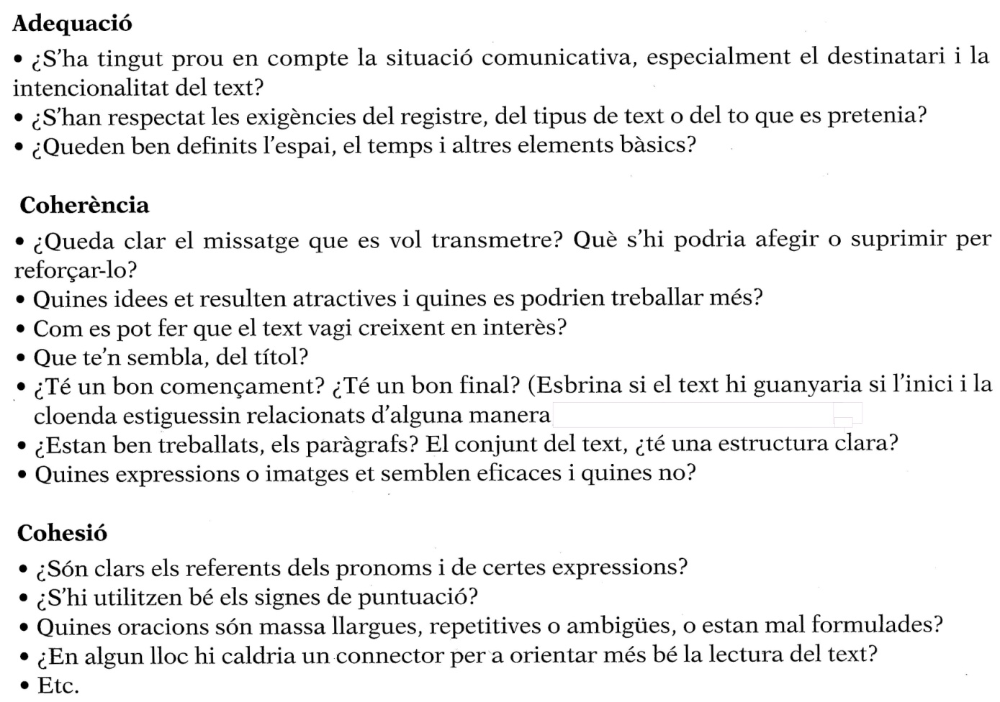 Adequació
• ¿S’ha tingut prou en compte la situació comunicativa, especialment el destinatari i la
intencionalitat del text?
• ¿S’han respectat les exigències del registre, del tipus de text o del to que es pretenia?
• ¿Queden ben definits l’espai, el temps i altres elements bàsics?
Coherència
• ¿Queda clar el missatge que es vol transmetre? Què s’hi podria afegir o suprimir per
reforçar-lo?
• Quines idees et resulten atractives i quines es podrien treballar més?
• Com es pot fer que el text vagi creixent en interès?
• Que te’n sembla, del títol?
• ¿Té un bon començament? ¿Té un bon final? (Esbrina si el text hi guanyaria si l’inici i la
cloenda estiguessin relacionats d’alguna manera
• ¿Estan ben treballats, els paràgrafs? El conjunt del text, ¿té una estructura clara?
• Quines expressions o imatges et semblen eficaces i quines no?
Cohesió
• ¿Són clars els referents dels pronoms i de certes expressions?
• ¿S’hi utilitzen bé els signes de puntuació?
• Quines oracions són massa llargues, repetitives o ambigües, o estan mal formulades?
• ¿En algun lloc hi caldria un connector per a orientar més bé la lectura del text?
• Etc.